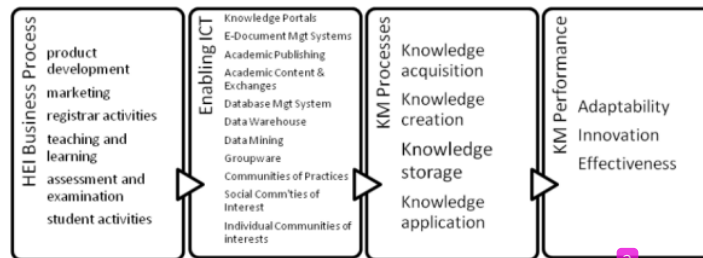 HEI Business Process
product
development
marketing
registrar activities
teaching and
learning
assessment and
examination
student activities
Enabling ICT
Knowledge Portals
E-Document Mgt Systems
Academic Publishing
Academic Content &
Exchanges
Database Mgt System
Data Warehouse
Data Mining
Groupware
Communities of Practices
Social Comm'ties of
Interest
Individual Communities of
interests
KM Processes
Knowledge
acquisition
Knowledge
creation
Knowledge
storage
Knowledge
application
KM Performance
Adaptability
Innovation
Effectiveness